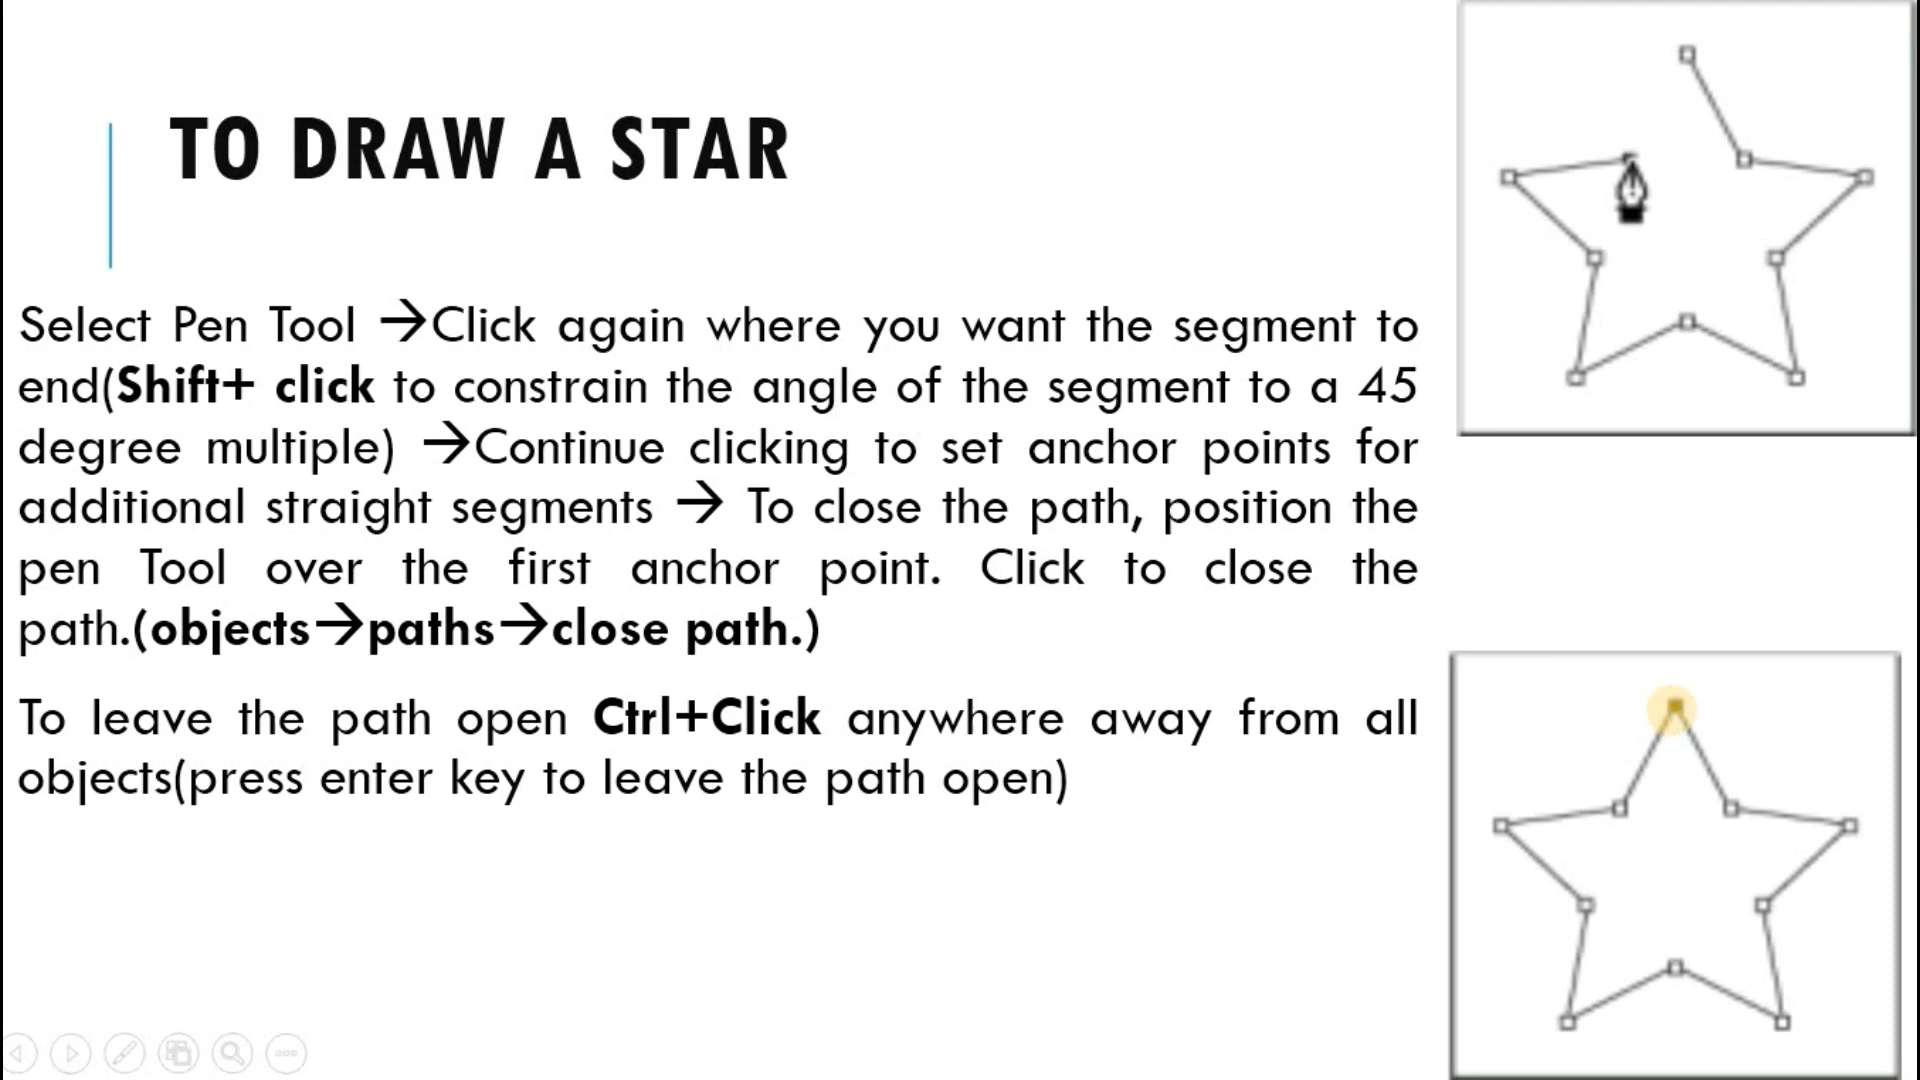 TO DRAW A STAR
Select Pen Tool →Click again where you want the segment to
end(Shift+ click to constrain the angle of the segment to a 45
degree multiple) →Continue clicking to set anchor points for
additional straight segments → To close the path, position the
pen Tool over the first anchor point. Click to close the
path.(objects→paths→close path.)
To leave the path open Ctrl+Click anywhere away from all
objects(press enter key to leave the path open)